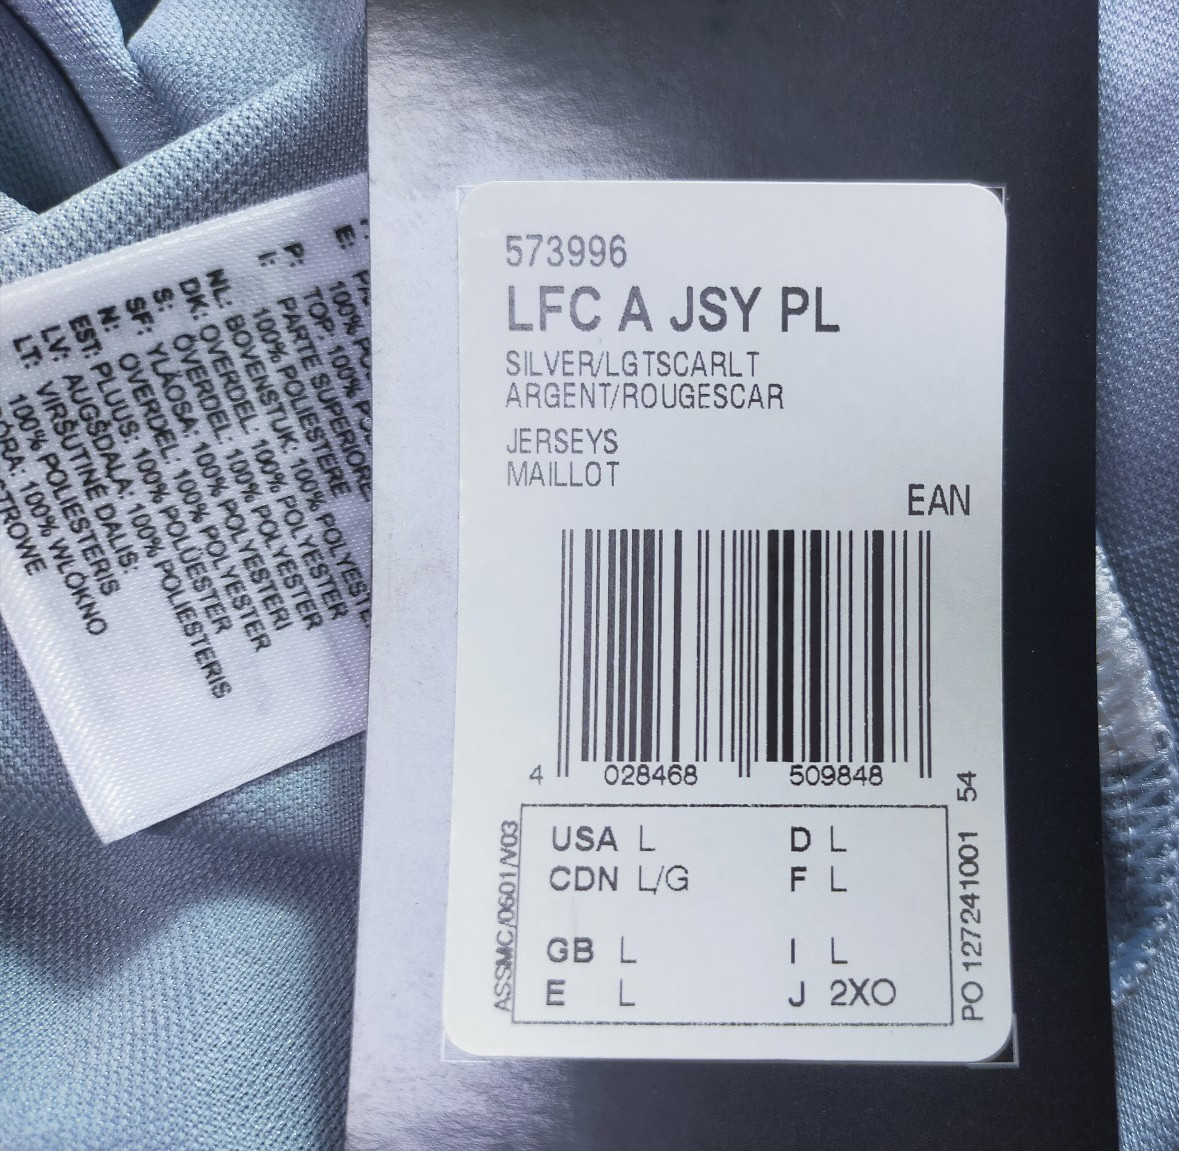 573996
LFC A JSY PL
SILVER/LGTSCARLT
ARGENT/ROUGESCAR
JERSEYS
MAILLOT
EAN
4 028468 509848
USA L D L
CDN L/G F L
GB L I L
E L J 2XO
ASSMC/0601/V03
PO 127241001 54
E:
100%
P: TOP: 100%
PARTE SUPERIORE
I: 100% POLIESTERE
NL: BOVENSTUK: 100% POLYESTER
DK: OVERDEL 100% POLYESTER
S: ÖVERDEL: 100% POLYESTER
SF: YLÄOSA: 100% POLYESTERI
N: OVERDEL: 100% POLYESTER
EST: PLUUS: 100% POLÜESTER
LV: AUGŠDAĻA: 100% POLIESTERIS
LT: VIRŠUTINĖ DALIS:
100% POLIESTERIS
100% WŁÓKNO